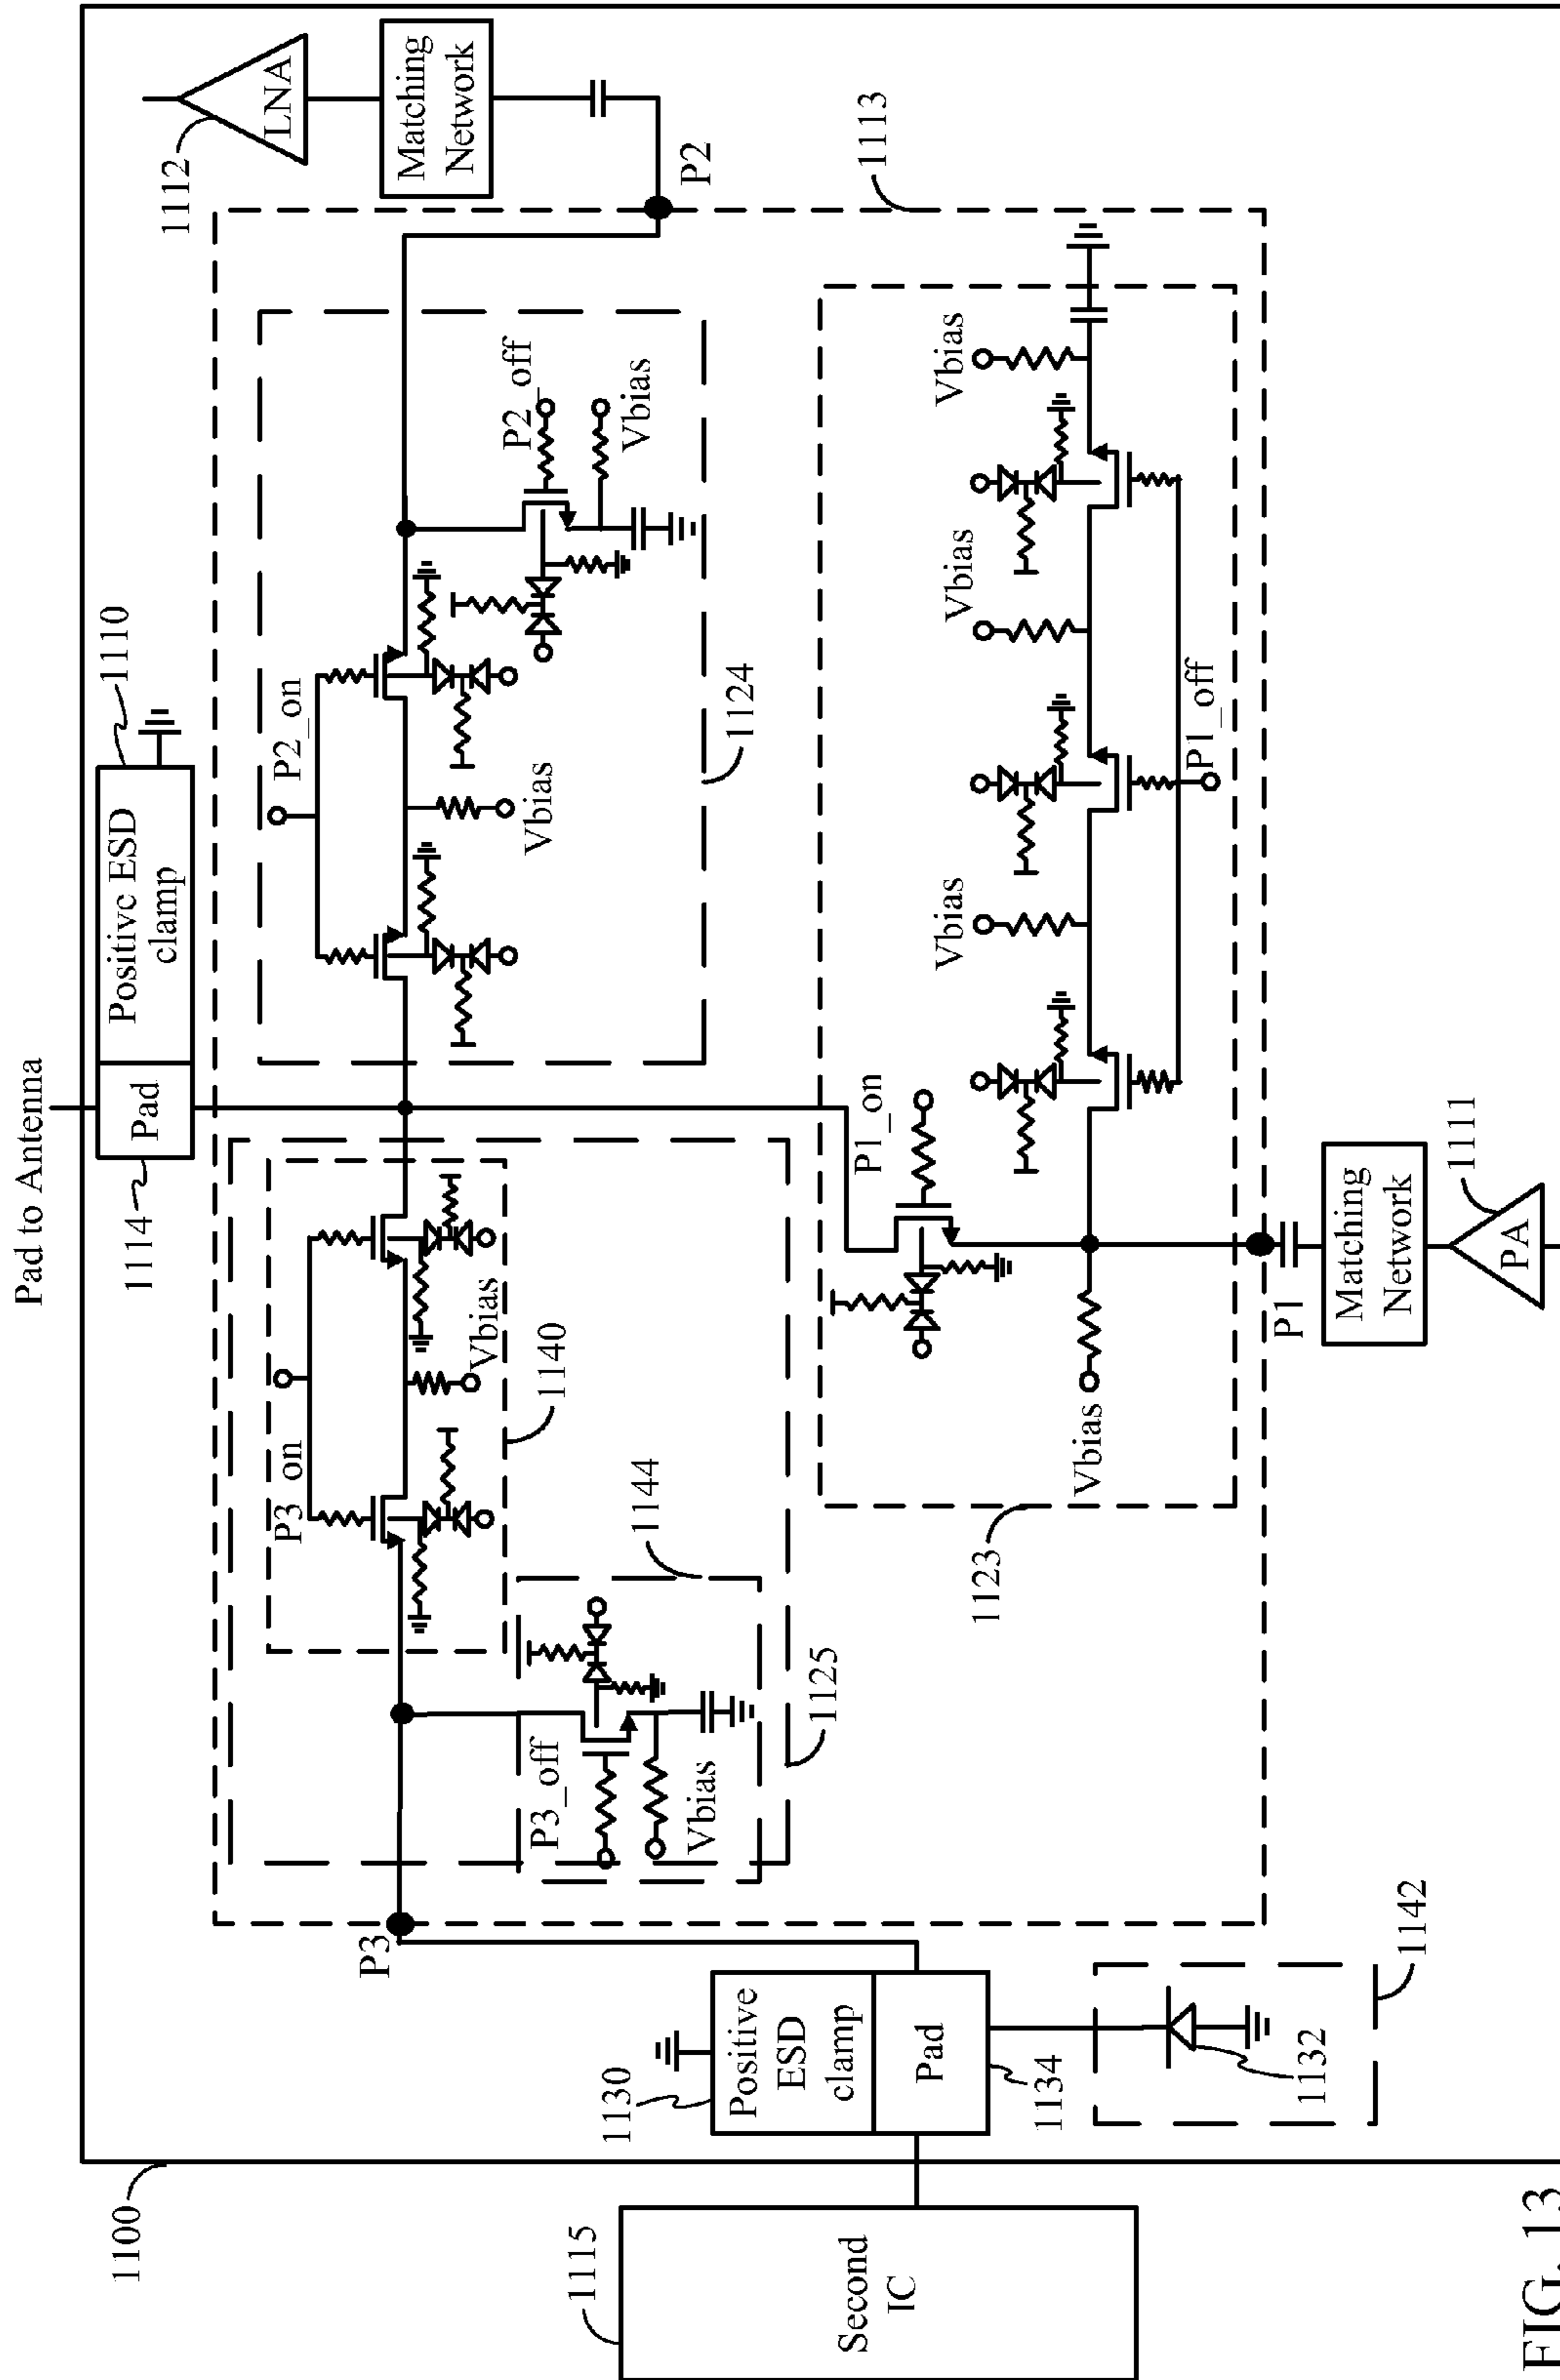 Pad to Antenna
1114
Pad
Positive ESD
clamp
1110
1112
LNA
Matching
Network
P2
1113
P3_on
Vbias
1140
P3_off
Vbias
1144
1125
P2_on
Vbias
P2_off
Vbias
1124
P1_on
Vbias
Vbias
Vbias
Vbias
P1_off
1123
P1
Matching
Network
PA
1111
P3
1130
Positive
ESD
clamp
Pad
1134
1132
1142
1100
1115
Second
IC
FIG. 13